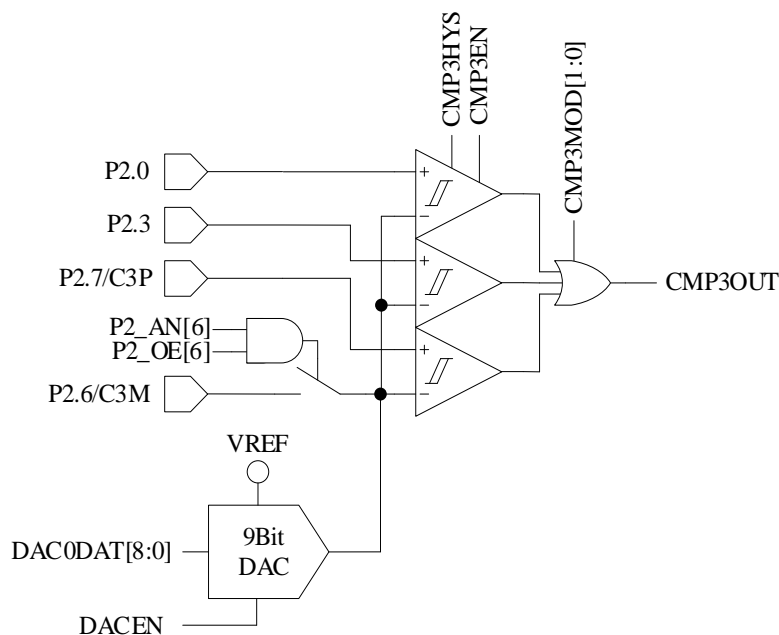 CMP3HYS
CMP3EN
CMP3MOD[1:0]
P2.0
+
−
P2.3
+
−
P2.7/C3P
CMP3OUT
P2_AN[6]
P2_OE[6]
+
−
P2.6/C3M
VREF
DAC0DAT[8:0]
9Bit
DAC
DACEN